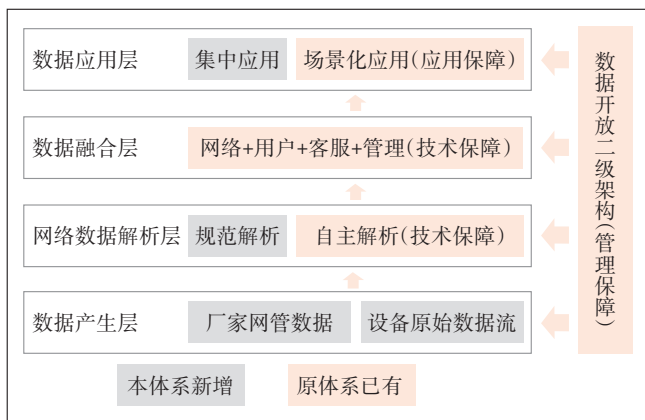 数据应用层 集中应用 场景化应用(应用保障)
数据融合层 网络+用户+客服+管理(技术保障)
网络数据解析层 规范解析 自主解析(技术保障)
数据产生层 厂家网管数据 设备原始数据流
数据开放二级架构(管理保障)
本体系新增 原体系已有